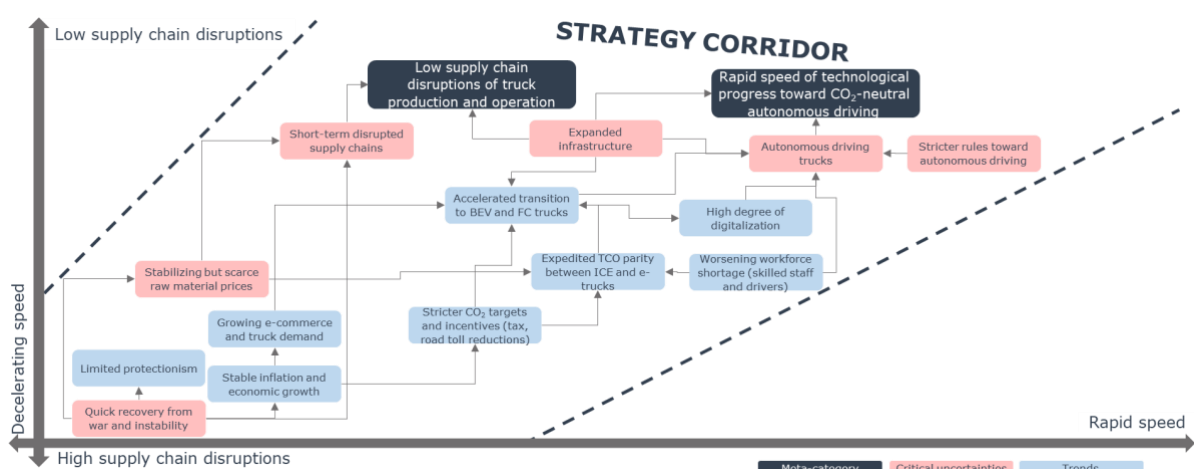 Low supply chain disruptions
STRATEGY CORRIDOR
Low supply chain
disruptions of truck
production and operation
Rapid speed of technological
progress toward CO₂-neutral
autonomous driving
Short-term disrupted
supply chains
Expanded
infrastructure
Autonomous driving
trucks
Stricter rules toward
autonomous driving
Accelerated transition
to BEV and FC trucks
High degree of
digitalization
Stabilizing but scarce
raw material prices
Expedited TCO parity
between ICE and e-
trucks
Worsening workforce
shortage (skilled staff
and drivers)
Growing e-commerce
and truck demand
Stricter CO₂ targets
and incentives (tax,
road toll reductions)
Limited protectionism
Stable inflation and
economic growth
Quick recovery from
war and instability
Decelerating speed
Rapid speed
High supply chain disruptions
Meta-category
Critical uncertainties
Trends